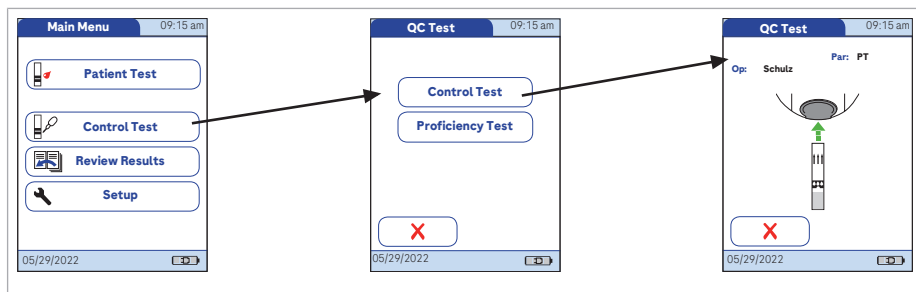 Main Menu 09:15 am
Patient Test
Control Test
Review Results
Setup
05/29/2022
QC Test 09:15 am
Control Test
Proficiency Test
05/29/2022
QC Test 09:15 am
Par: PT
Op: Schulz
05/29/2022